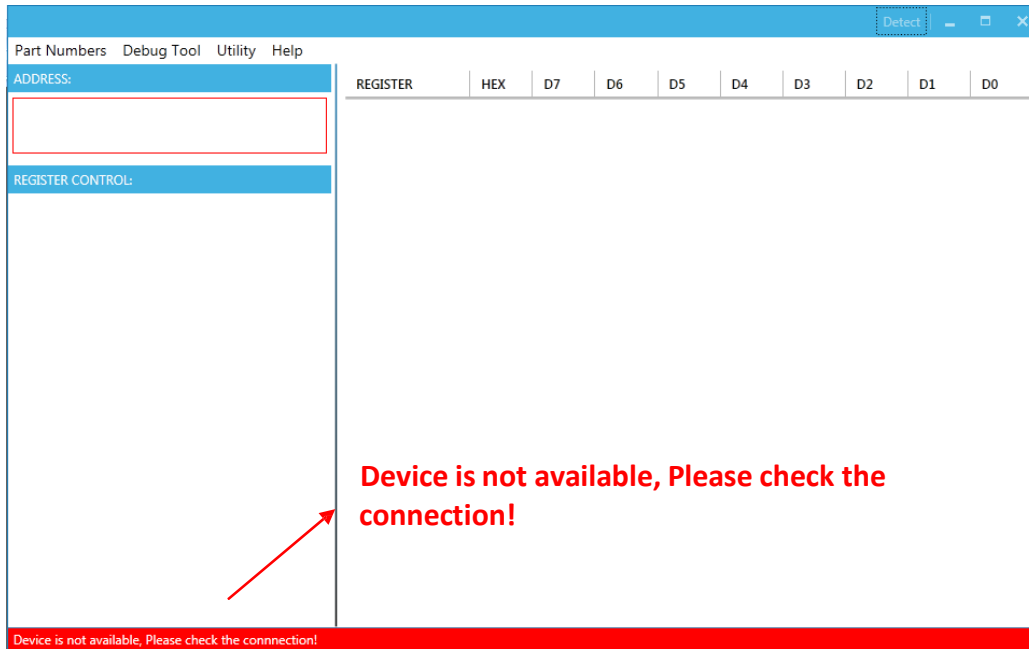 Detect
Part Numbers Debug Tool Utility Help
ADDRESS:
REGISTER HEX D7 D6 D5 D4 D3 D2 D1 D0
REGISTER CONTROL:
Device is not available, Please check the
connection!
Device is not available, Please check the connnection!